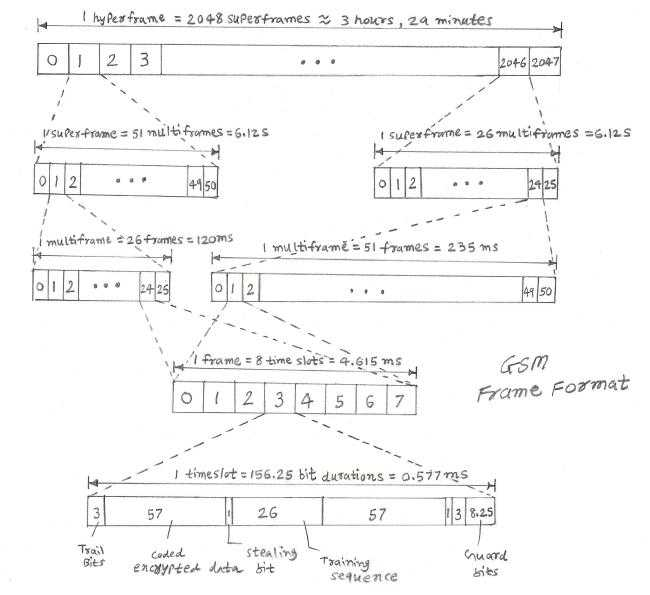 1 hyperframe = 2048 superframes ≈ 3 hours, 29 minutes
0 1 2 3 ... 2046 2047
1 superframe = 51 multiframes = 6.12 S
1 superframe = 26 multiframes = 6.12 S
0 1 2 ... 49 50
0 1 2 ... 24 25
1 multiframe = 26 frames = 120ms
1 multiframe = 51 frames = 235 ms
0 1 2 ... 24 25
0 1 2 ... 49 50
1 frame = 8 time slots = 4.615 ms
0 1 2 3 4 5 6 7
GSM
Frame Format
1 timeslot = 156.25 bit durations = 0.577 ms
3 57 1 26 57 1 3 8.25
Trail
Bits
Coded
encrypted data
Stealing
bit
Training
sequence
Guard
bits